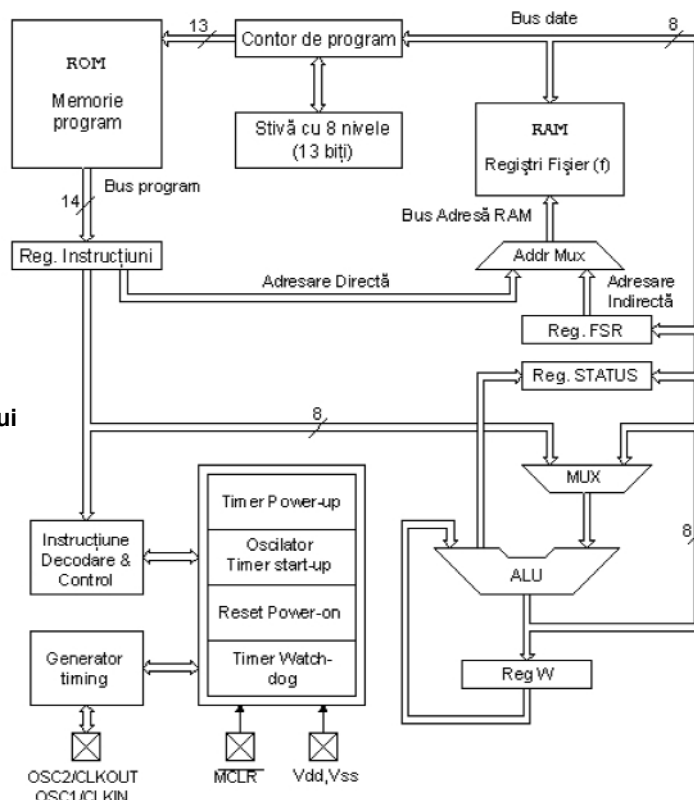 Bus date
13
8
ROM
Memorie
program
Contor de program
Stivă cu 8 nivele
(13 biți)
RAM
Regiștri Fișier (f)
14
Bus program
Bus Adresă RAM
Reg. Instrucțiuni
Addr Mux
Adresare Directă
Adresare
Indirectă
Reg. FSR
Reg. STATUS
ui
8
MUX
Timer Power-up
Instrucțiune
Decodare &
Control
Oscilator
Timer start-up
8
ALU
Reset Power-on
Generator
timing
Timer Watch-
dog
Reg W
OSC2/CLKOUT
OSC1/CLKIN
MCLR
Vdd,Vss